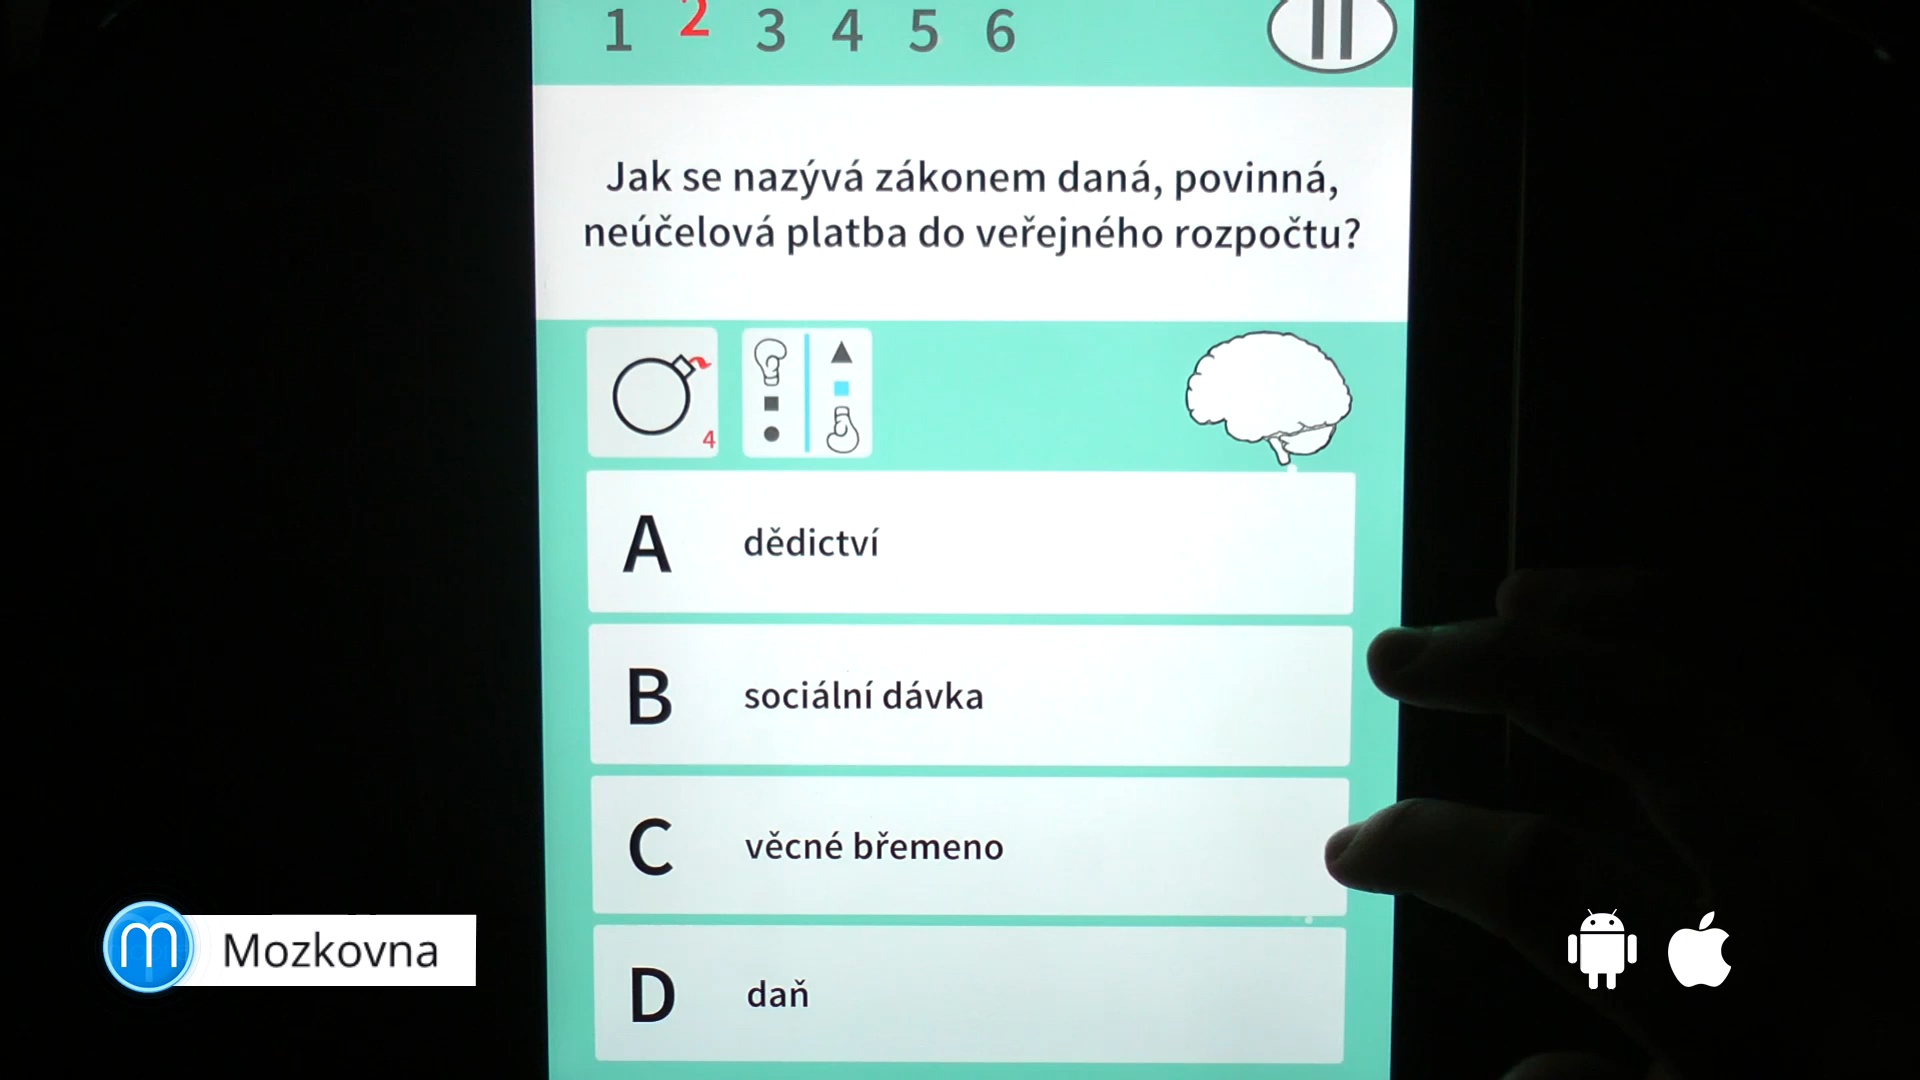 1 2 3 4 5 6
Jak se nazývá zákonem daná, povinná,
neúčelová platba do veřejného rozpočtu?
4
A dědictví
B sociální dávka
C věcné břemeno
D daň
m Mozkovna